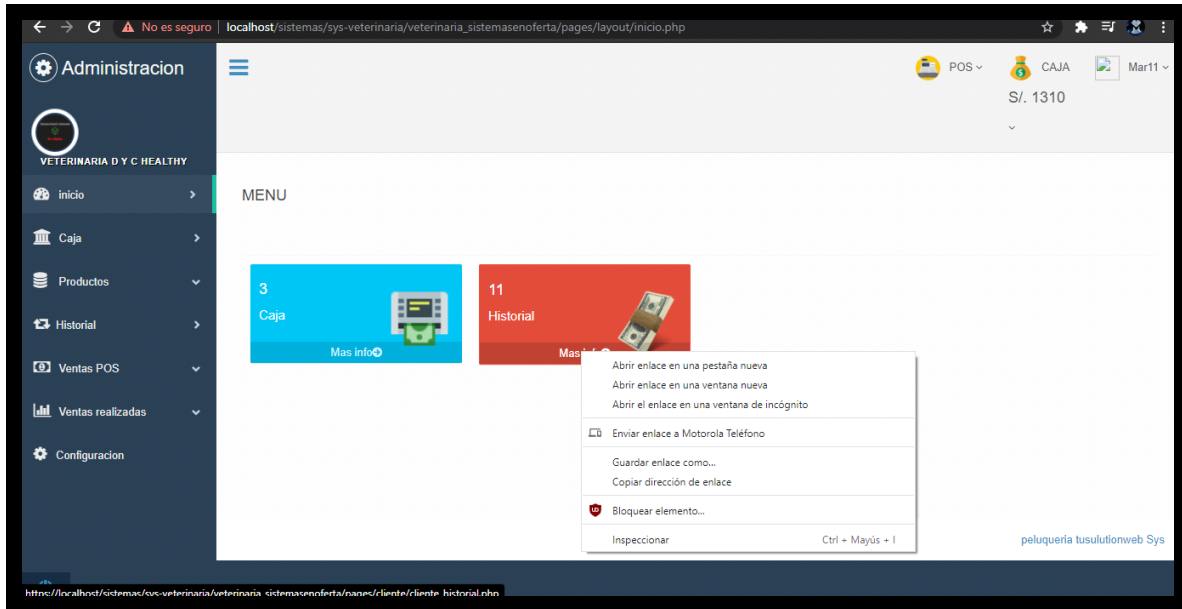 No es seguro localhost/sistemas/sys-veterinaria/veterinaria_sistemasenoferta/pages/layout/inicio.php
Administracion
POS
CAJA
Mar11
S/. 1310
VETERINARIA D Y C HEALTHY
inicio
Caja
Productos
Historial
Ventas POS
Ventas realizadas
Configuracion
MENU
3
Caja
Mas info
11
Historial
Mas
Abrir enlace en una pestaña nueva
Abrir enlace en una ventana nueva
Abrir el enlace en una ventana de incógnito
Enviar enlace a Motorola Teléfono
Guardar enlace como...
Copiar dirección de enlace
Bloquear elemento...
Inspeccionar Ctrl + Mayús + I
peluqueria tusulutionweb Sys
https://localhost/sistemas/sys-veterinaria/veterinaria_sistemasenoferta/pages/cliente/cliente_historial.php